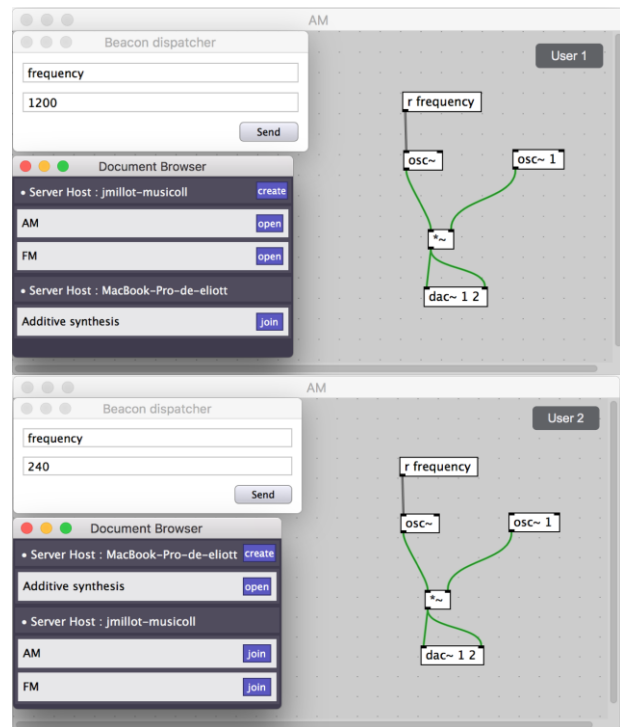 AM
Beacon dispatcher
User 1
frequency
1200
Send
r frequency
osc~
osc~ 1
*~
dac~ 1 2
Document Browser
• Server Host : jmillot-musicoll
create
AM
open
FM
open
• Server Host : MacBook-Pro-de-eliott
Additive synthesis
join
AM
Beacon dispatcher
User 2
frequency
240
Send
r frequency
osc~
osc~ 1
*~
dac~ 1 2
Document Browser
• Server Host : MacBook-Pro-de-eliott
create
Additive synthesis
open
• Server Host : jmillot-musicoll
AM
join
FM
join